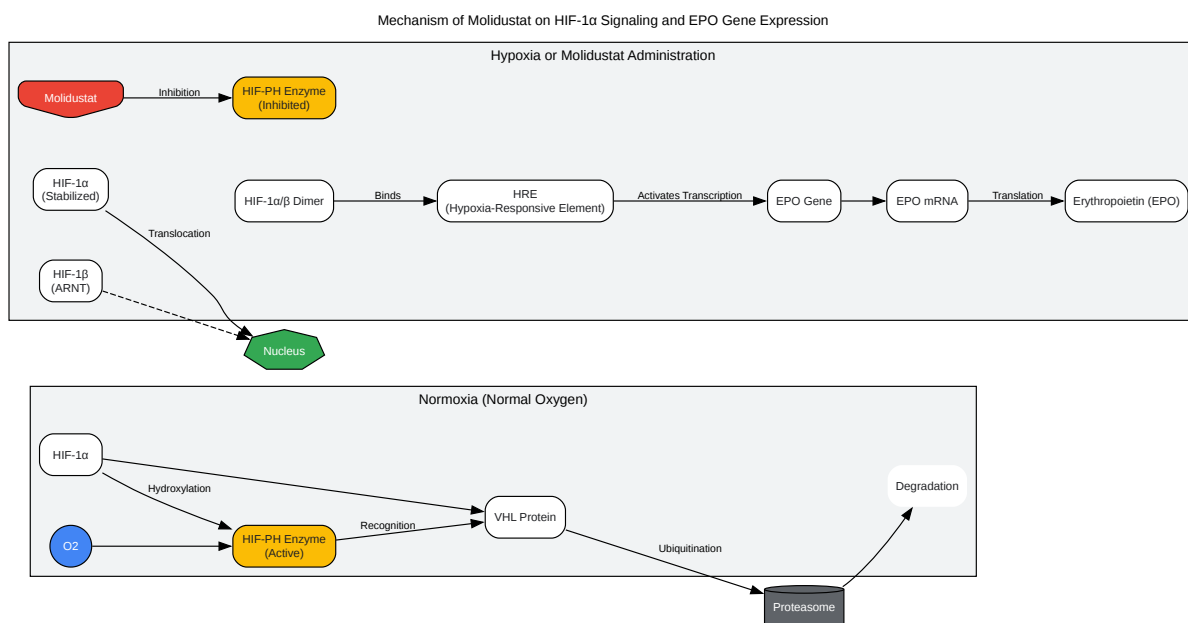 Mechanism of Molidustat on HIF-1α Signaling and EPO Gene Expression
Hypoxia or Molidustat Administration
Molidustat
Inhibition
HIF-PH Enzyme
(Inhibited)
HIF-1α
(Stabilized)
HIF-1α/β Dimer
Binds
HRE
(Hypoxia-Responsive Element)
Activates Transcription
EPO Gene
EPO mRNA
Translation
Erythropoietin (EPO)
Translocation
HIF-1β
(ARNT)
Nucleus
Normoxia (Normal Oxygen)
HIF-1α
Hydroxylation
O2
HIF-PH Enzyme
(Active)
Recognition
VHL Protein
Ubiquitination
Degradation
Proteasome